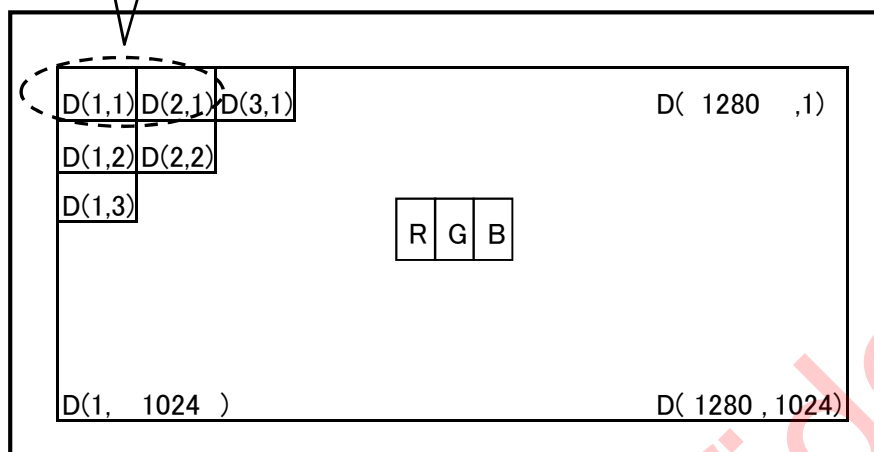 D(1,1) D(2,1) D(3,1) D( 1280 ,1)
D(1,2) D(2,2)
D(1,3)
R G B
D(1, 1024 ) D( 1280 , 1024)